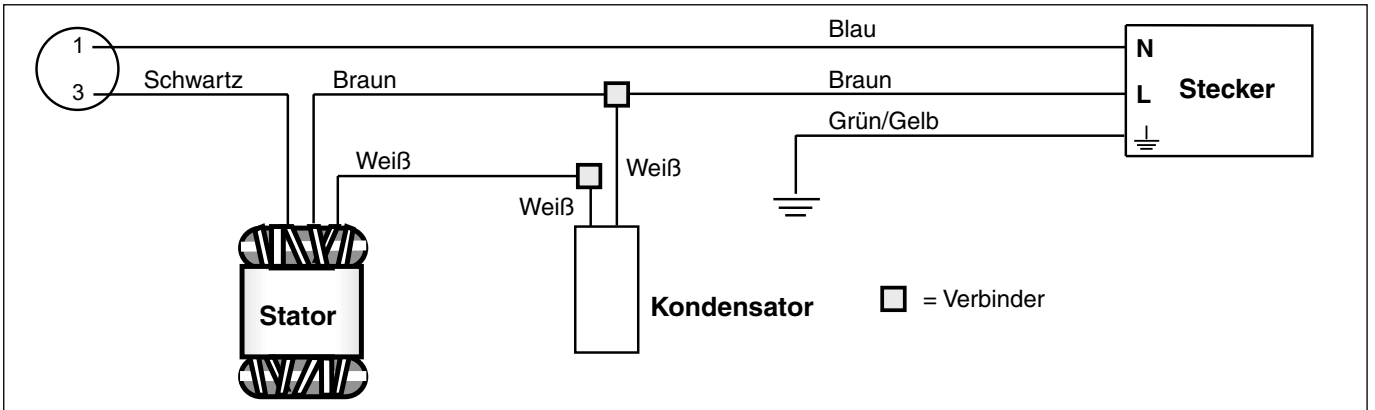 1
Blau
N
3
Schwartz
Braun
Braun
L
Stecker
Grün/Gelb
Weiß
Weiß
Weiß
Stator
Kondensator
= Verbinder